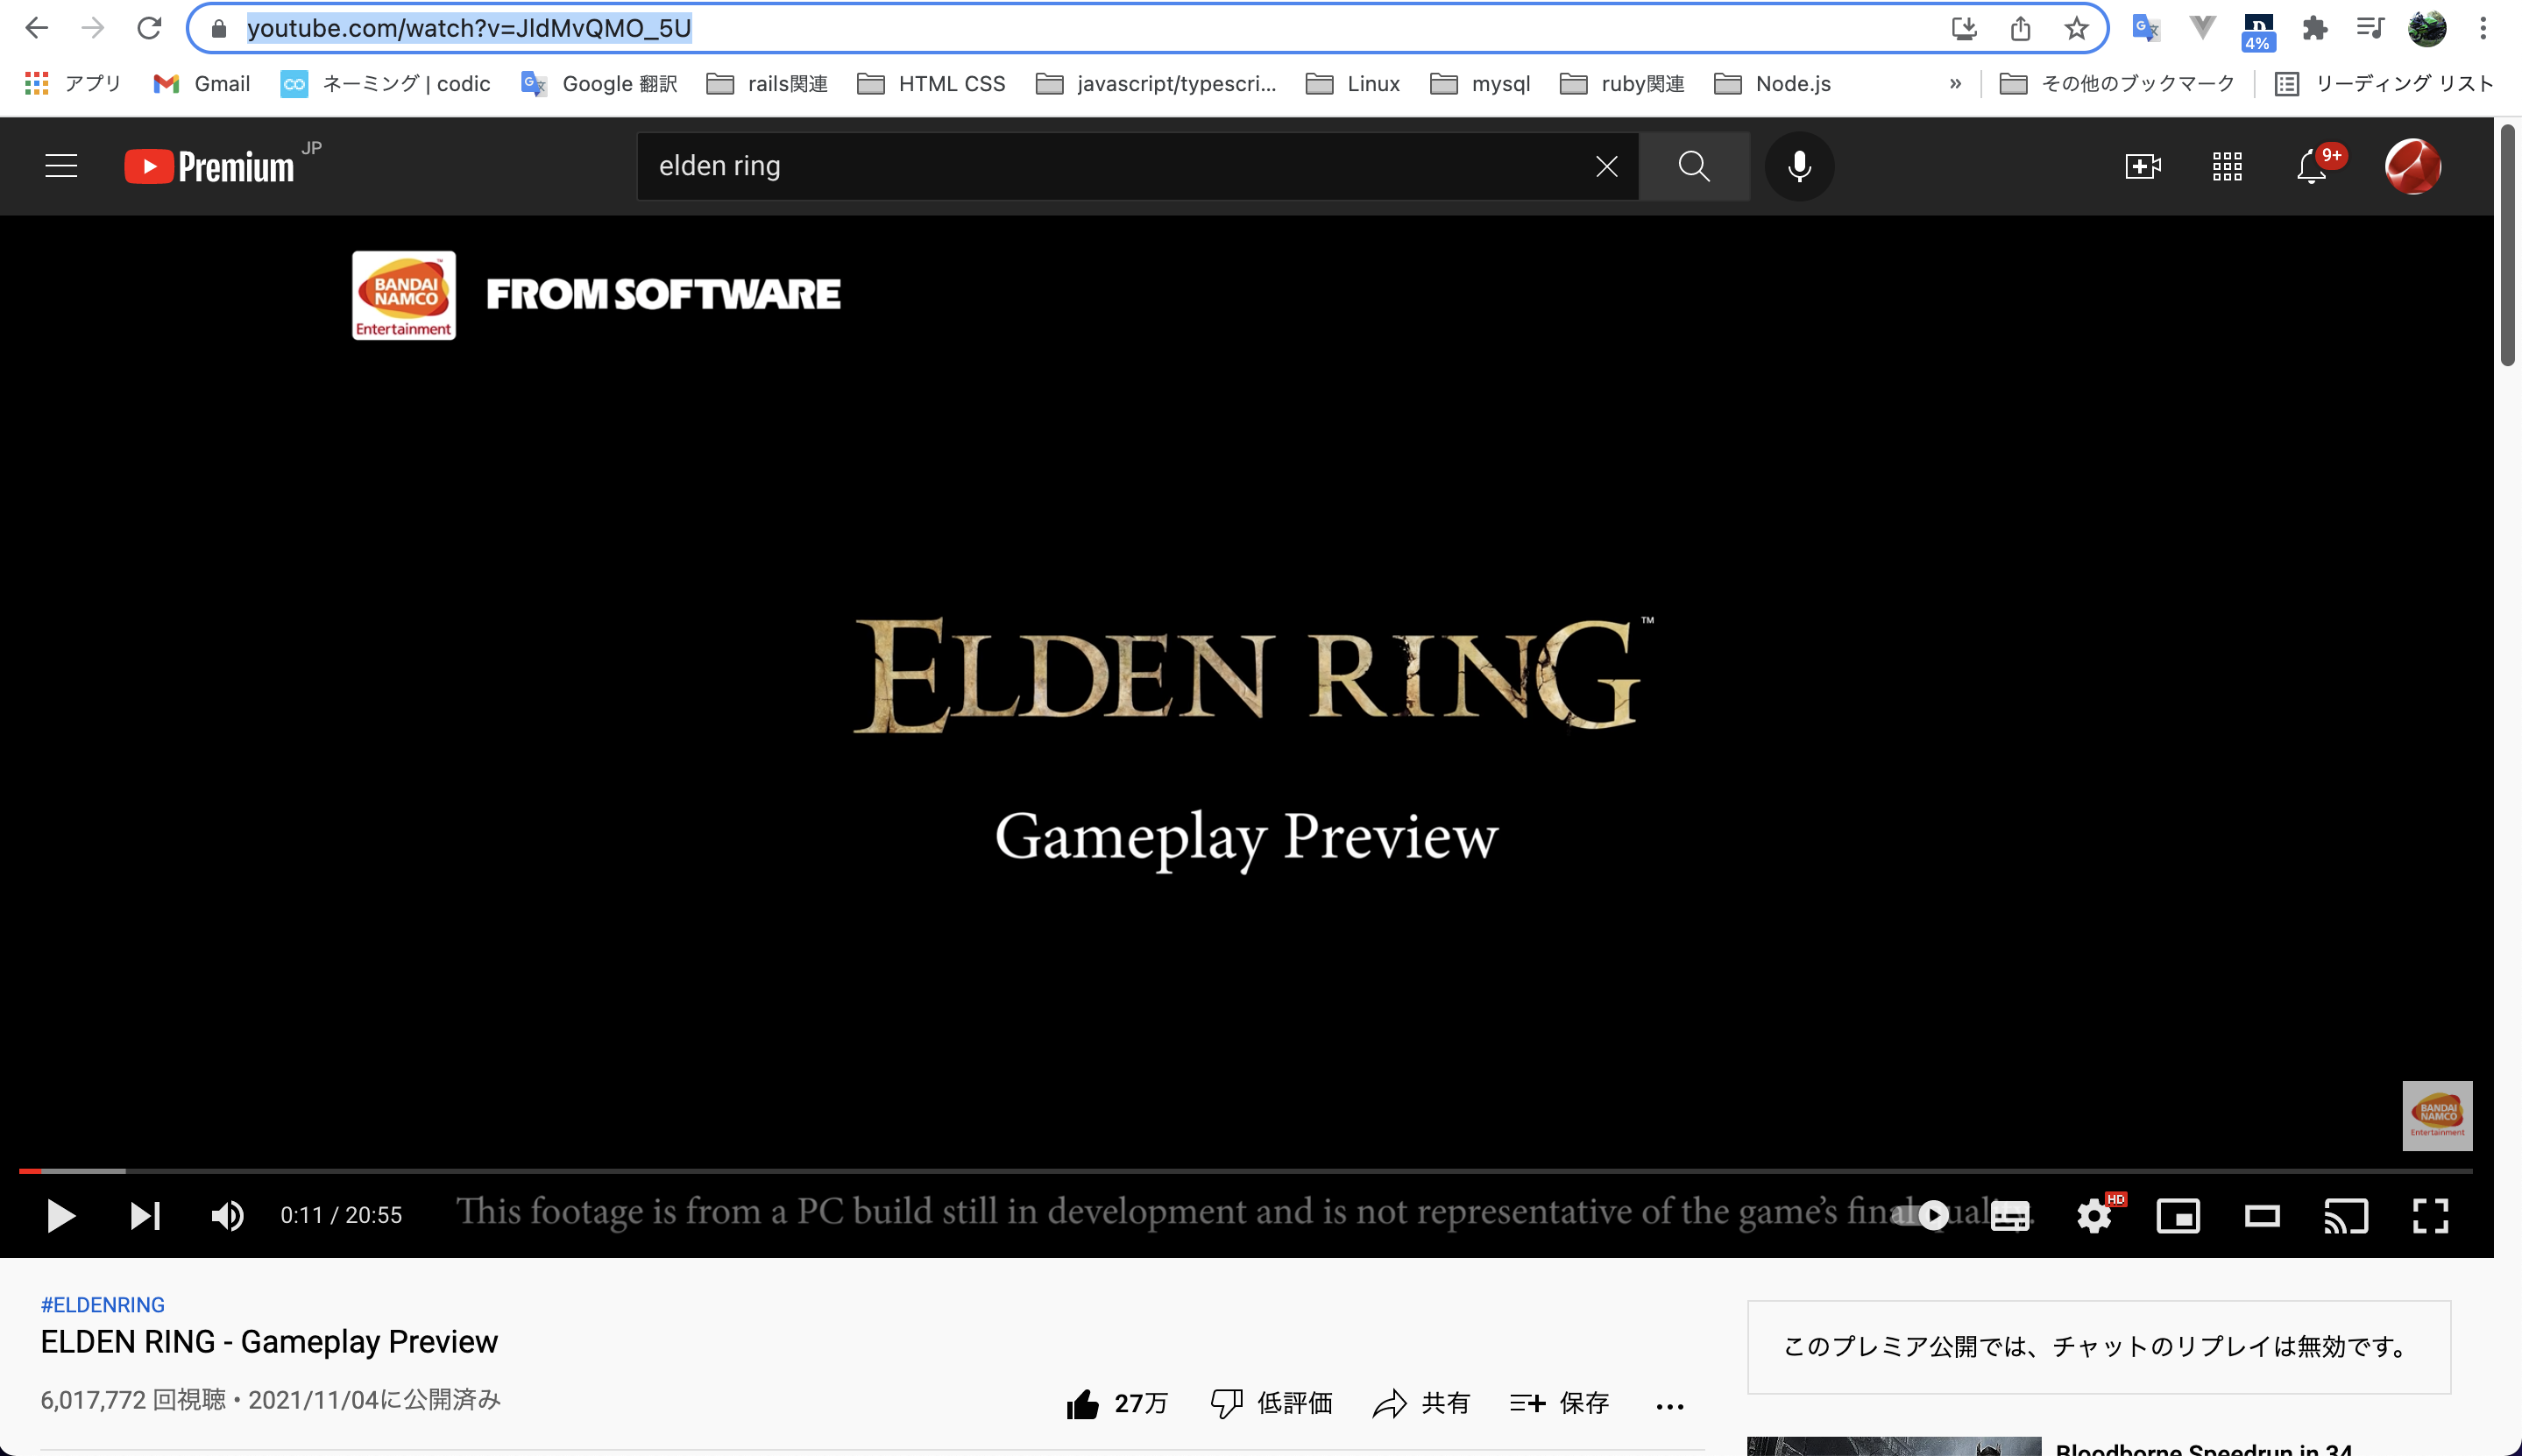 youtube.com/watch?v=JldMvQMO_5U
4%
アプリ Gmail ネーミング | codic Google 翻訳 rails関連 HTML CSS javascript/typescri... Linux mysql ruby関連 Node.js » その他のブックマーク リーディング リスト
Premium JP elden ring 9+
BANDAI NAMCO Entertainment FROMSOFTWARE
ELDEN RING™
Gameplay Preview
BANDAI NAMCO Entertainment
0:11 / 20:55 This footage is from a PC build still in development and is not representative of the game's final quality. HD
#ELDENRING
ELDEN RING - Gameplay Preview
6,017,772 回視聴 • 2021/11/04に公開済み
27万 低評価 共有 保存 ...
このプレミア公開では、チャットのリプレイは無効です。
Bloodborne Speedrun in 34